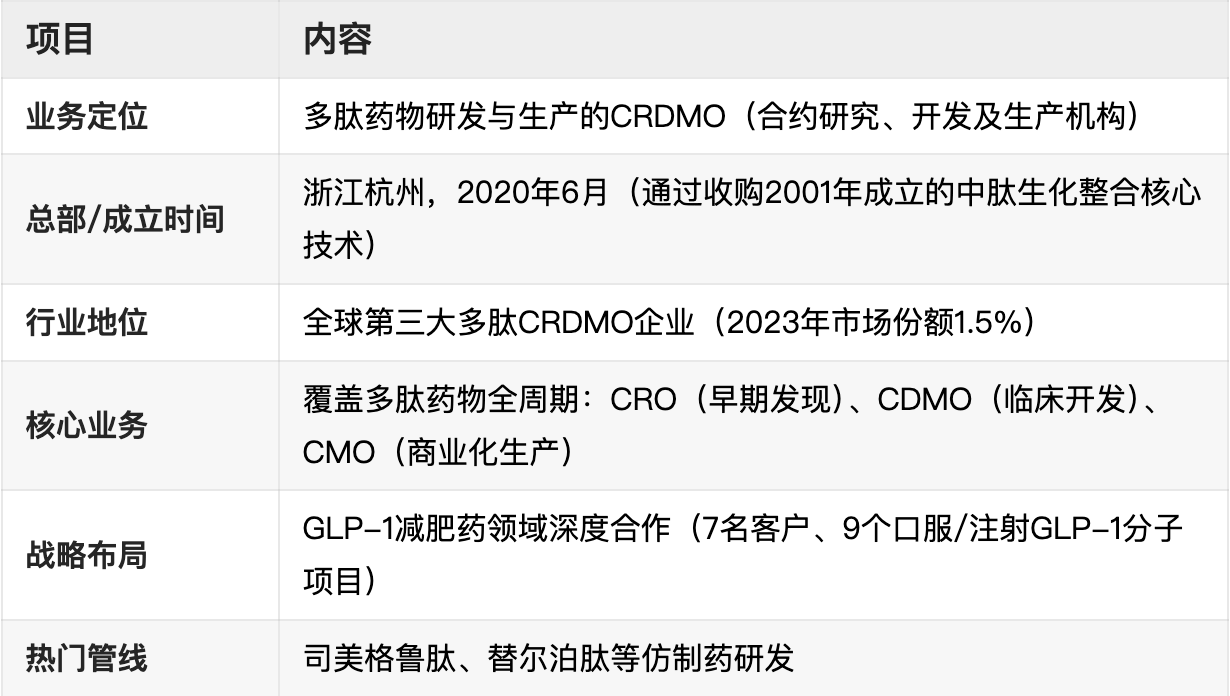 项目 内容
业务定位 多肽药物研发与生产的CRDMO（合约研究、开发及生产机构）
总部/成立时间 浙江杭州，2020年6月（通过收购2001年成立的中肽生化整合核心
技术）
行业地位 全球第三大多肽CRDMO企业（2023年市场份额1.5%）
核心业务 覆盖多肽药物全周期：CRO（早期发现）、CDMO（临床开发）、
CMO（商业化生产）
战略布局 GLP-1减肥药领域深度合作（7名客户、9个口服/注射GLP-1分子
项目）
热门管线 司美格鲁肽、替尔泊肽等仿制药研发